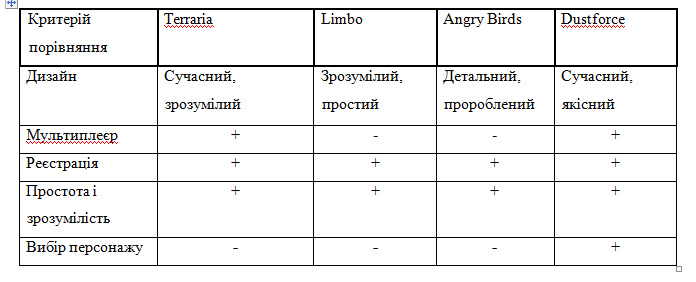 Критерій порівняння Terraria Limbo Angry Birds Dustforce
Дизайн Сучасний, зрозумілий Зрозумілий, простий Детальний, пророблений Сучасний, якісний
Мультиплеєр + - - +
Реєстрація + + + +
Простота і зрозумілість + + + +
Вибір персонажу - - - +